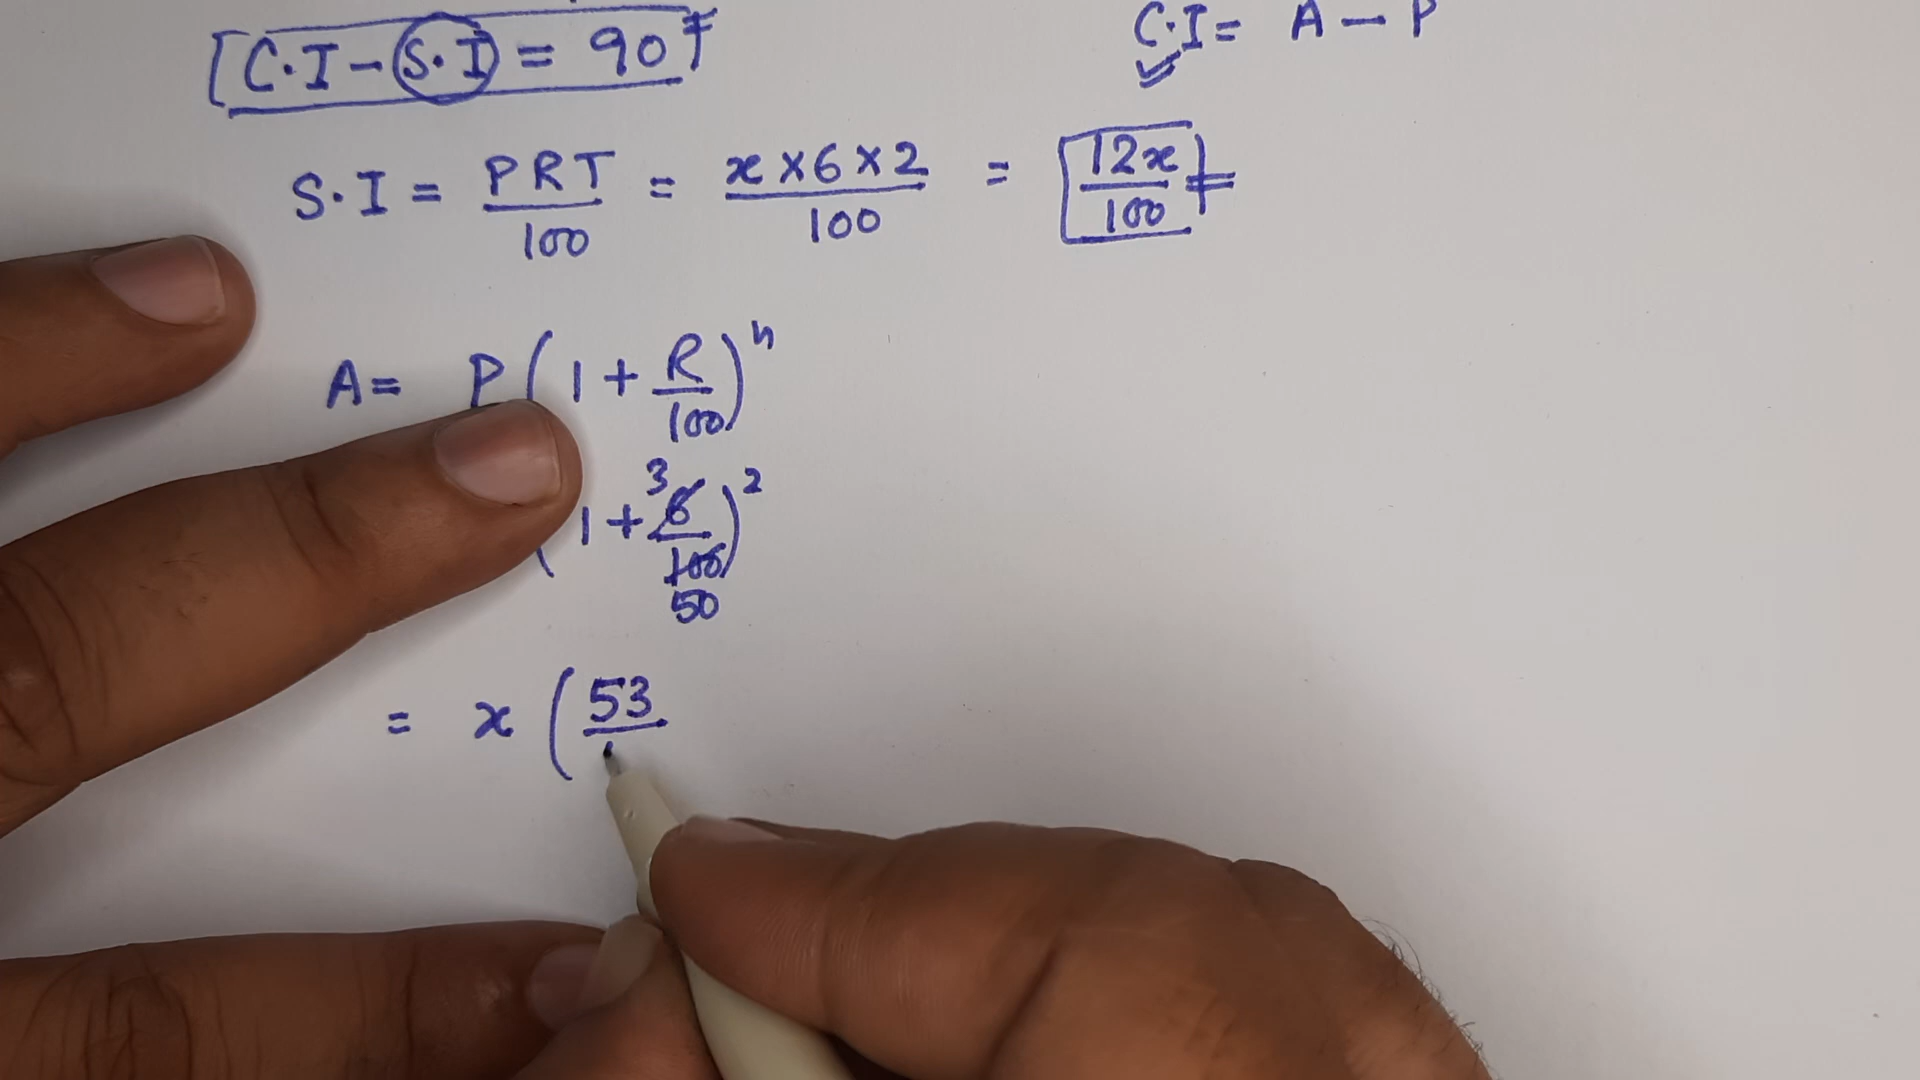 C.I - S.I = 90
C.I = A - P
S.I = PRT/100 = x × 6 × 2/100 = 12x/100
A = P(1 + R/100)^n
(1 + 6/100)^2 3 50
= x (53